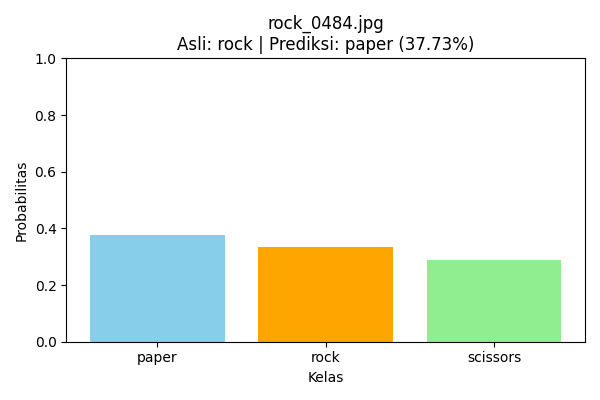 rock_0484.jpg
Asli: rock | Prediksi: paper (37.73%)
1.0
0.8
0.6
0.4
0.2
0.0
Probabilitas
paper rock scissors
Kelas